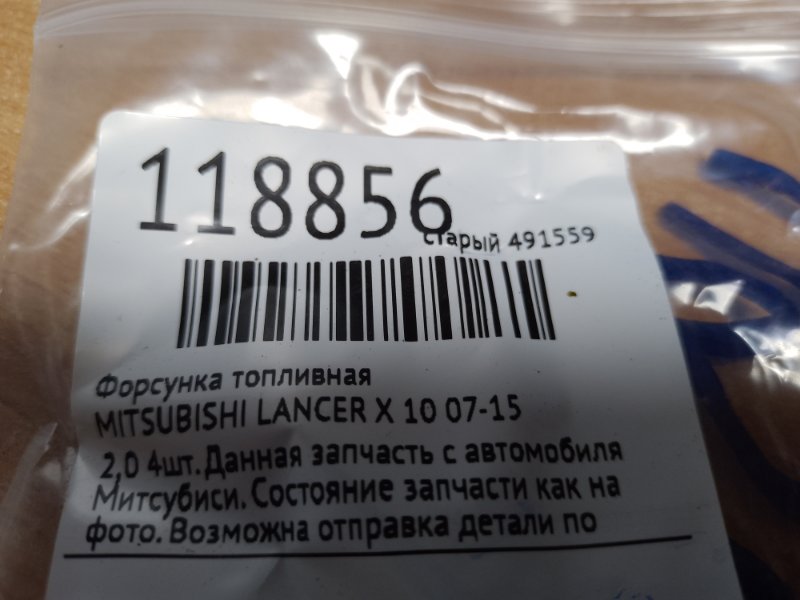 118856
старый 491559
Форсунка топливная
MITSUBISHI LANCER X 10 07-15
2,0 4шт. Данная запчасть с автомобиля
Митсубиси. Состояние запчасти как на
фото. Возможна отправка детали по